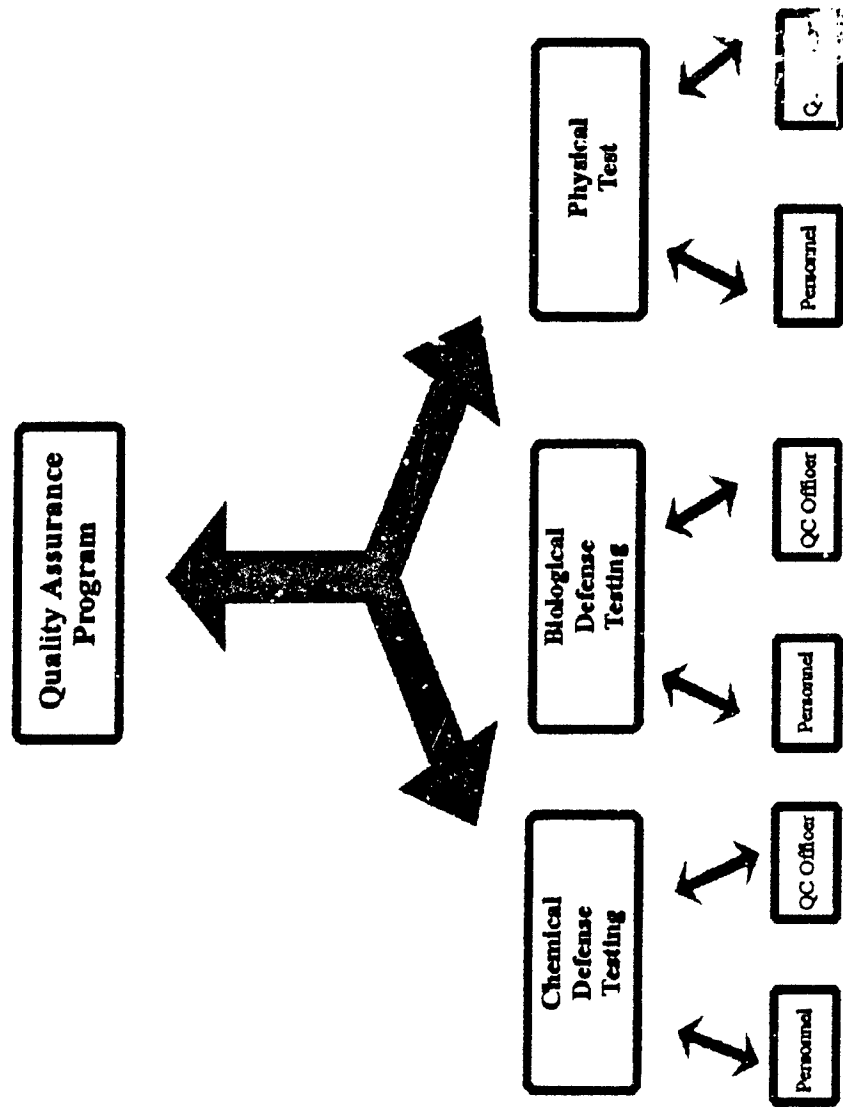 Quality Assurance
Program
Chemical
Defense
Testing
Biological
Defense
Testing
Physical
Test
Personnel
QC Officer
Personnel
QC Officer
Personnel